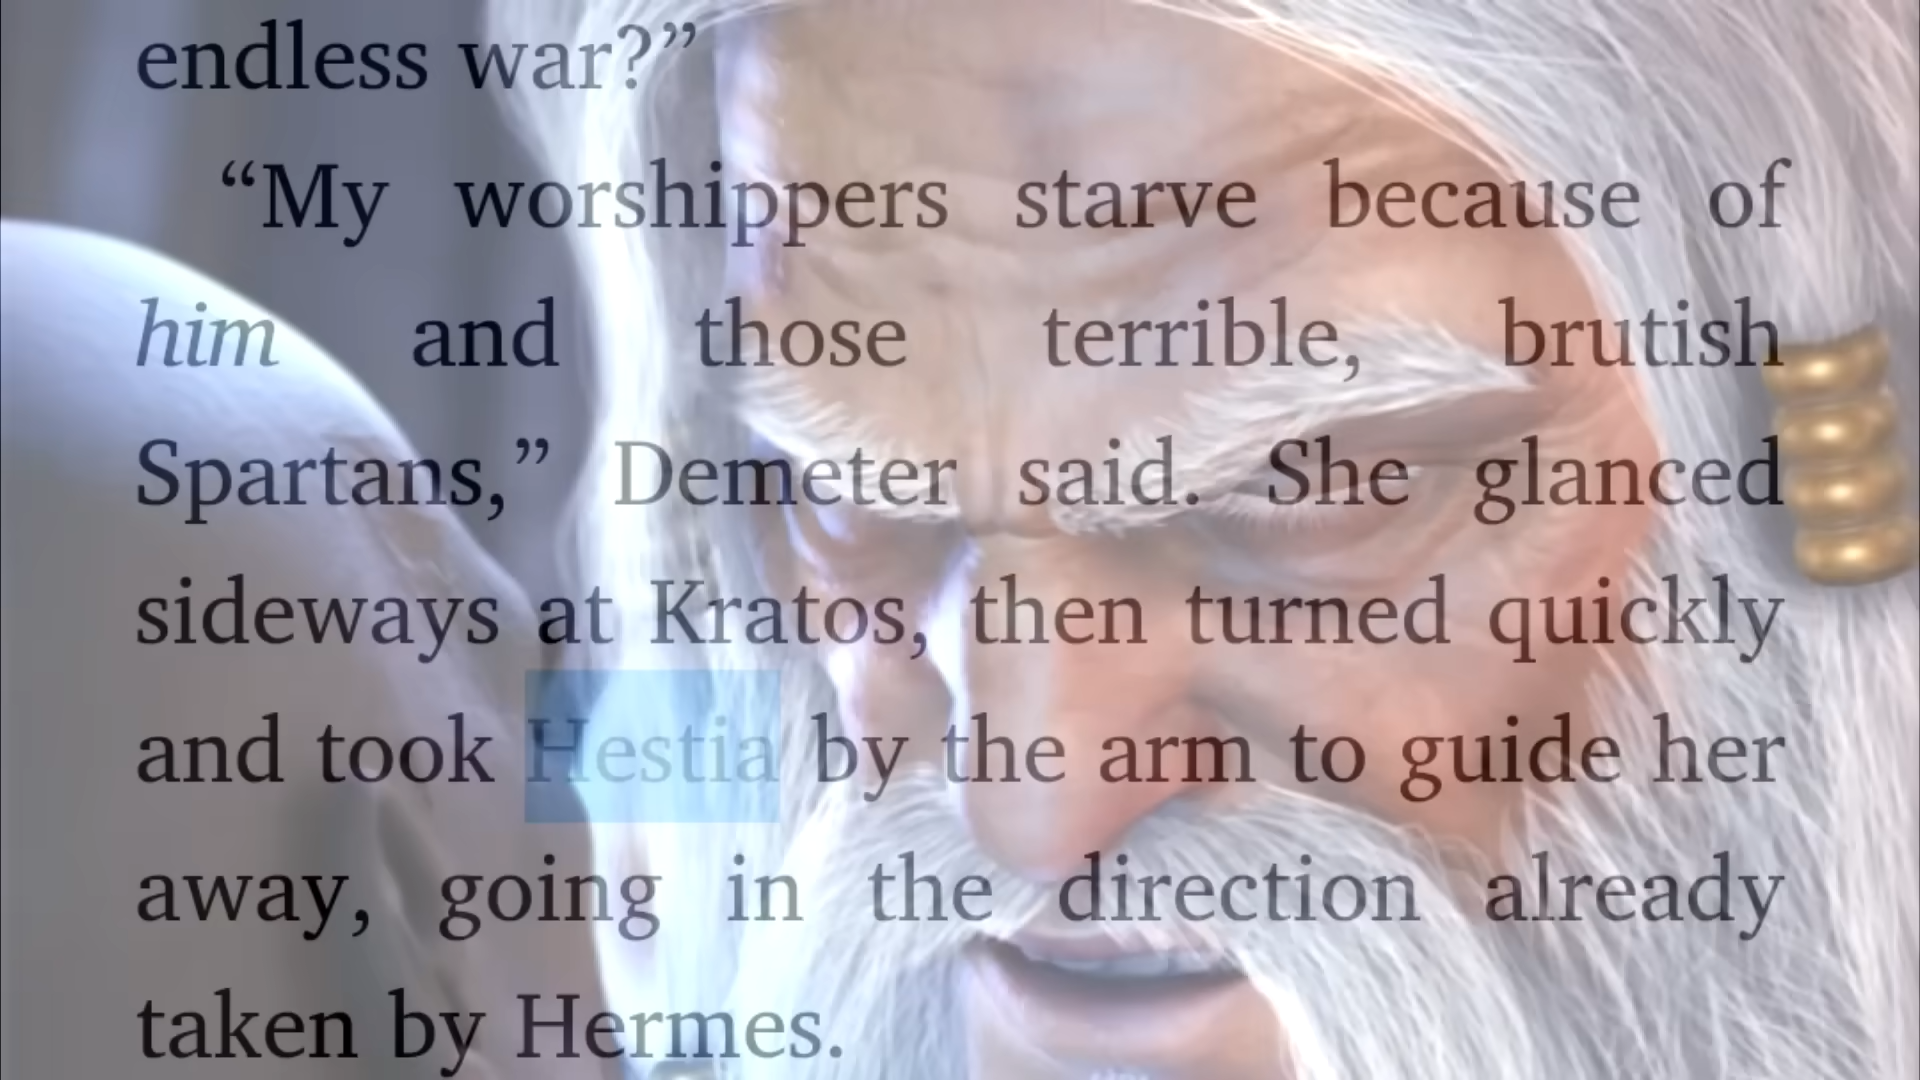 endless war?”
“My worshippers starve because of
him and those terrible, brutish
Spartans,” Demeter said. She glanced
sideways at Kratos, then turned quickly
and took Hestia by the arm to guide her
away, going in the direction already
taken by Hermes.